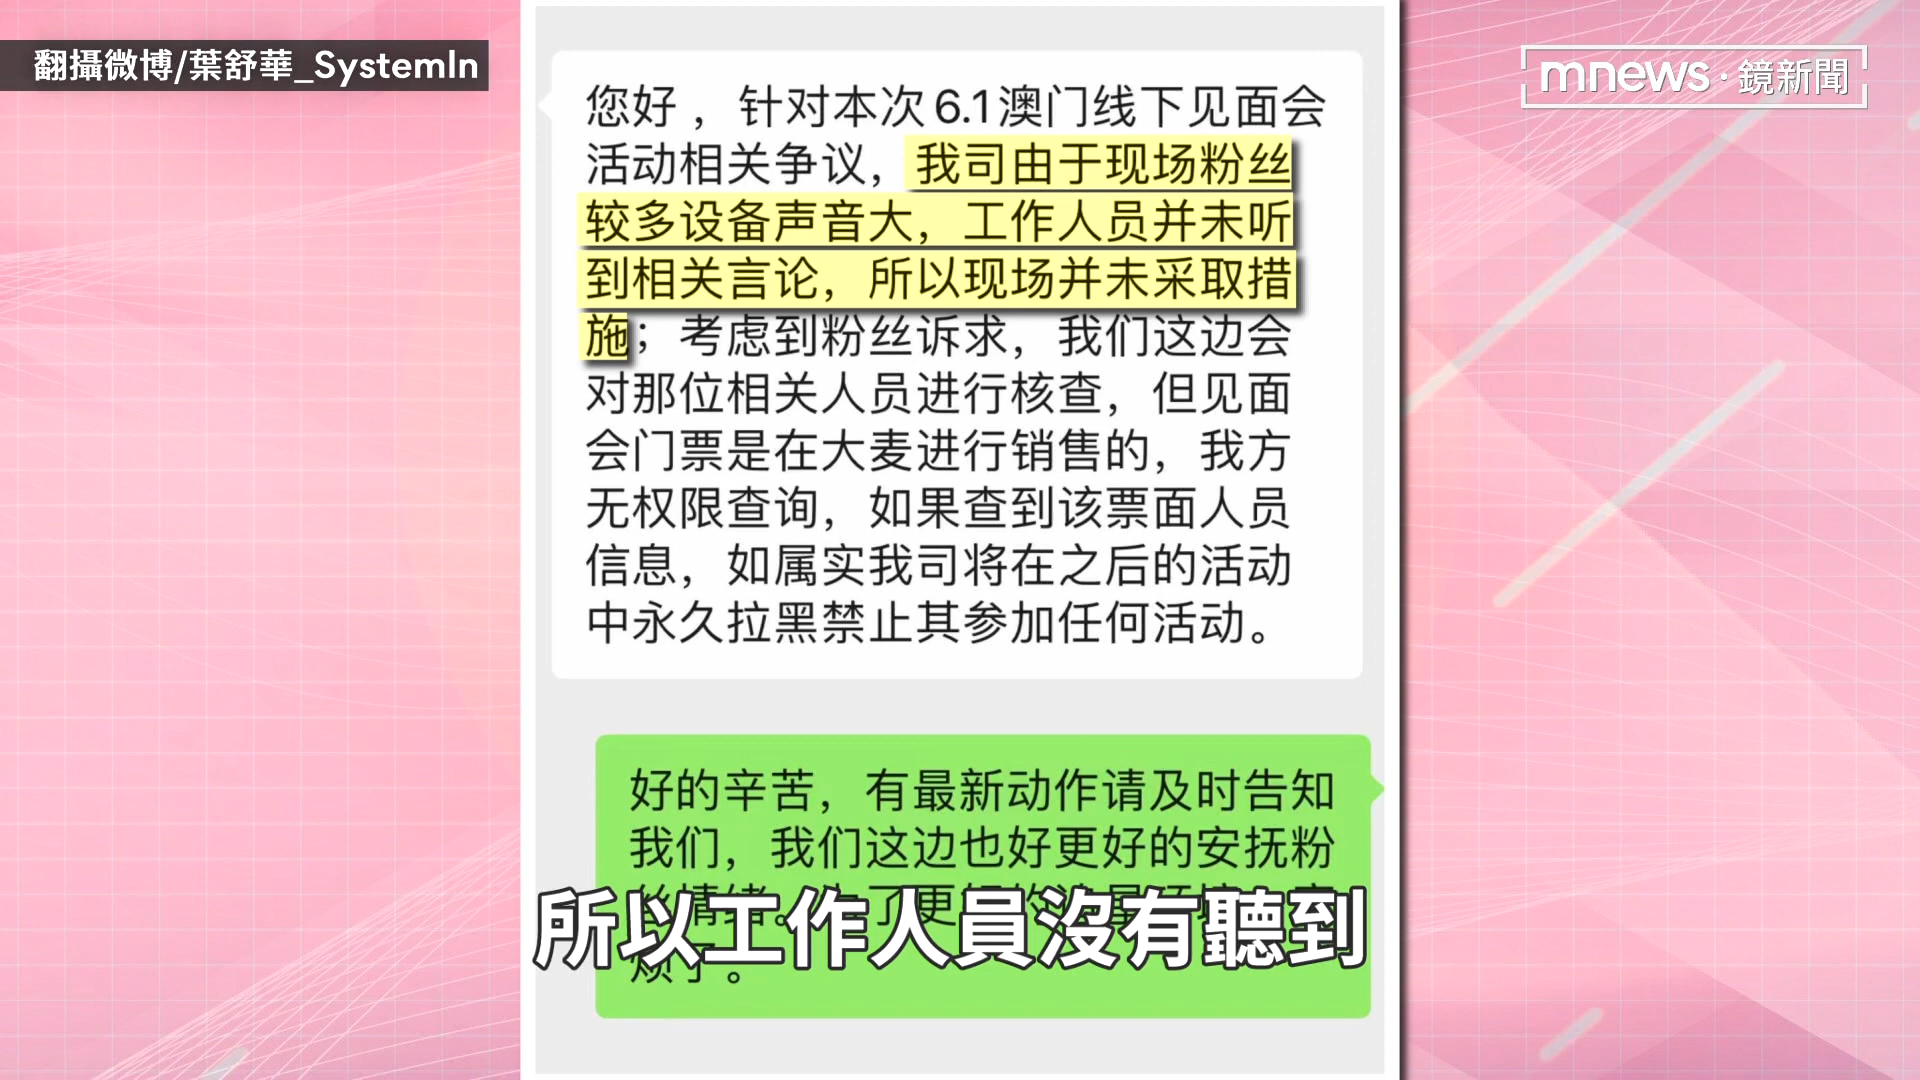 翻攝微博/葉舒華_SystemIn
mnews·鏡新聞
您好，针对本次6.1澳门线下见面会
活动相关争议，我司由于现场粉丝
较多设备声音大，工作人员并未听
到相关言论，所以现场并未采取措
施；考虑到粉丝诉求，我们这边会
对那位相关人员进行核查，但见面
会门票是在大麦进行销售的，我方
无权限查询，如果查到该票面人员
信息，如属实我司将在之后的活动
中永久拉黑禁止其参加任何活动。
好的辛苦，有最新动作请及时告知
我们，我们这边也好更好的安抚粉
丝情绪。
所以工作人員沒有聽到